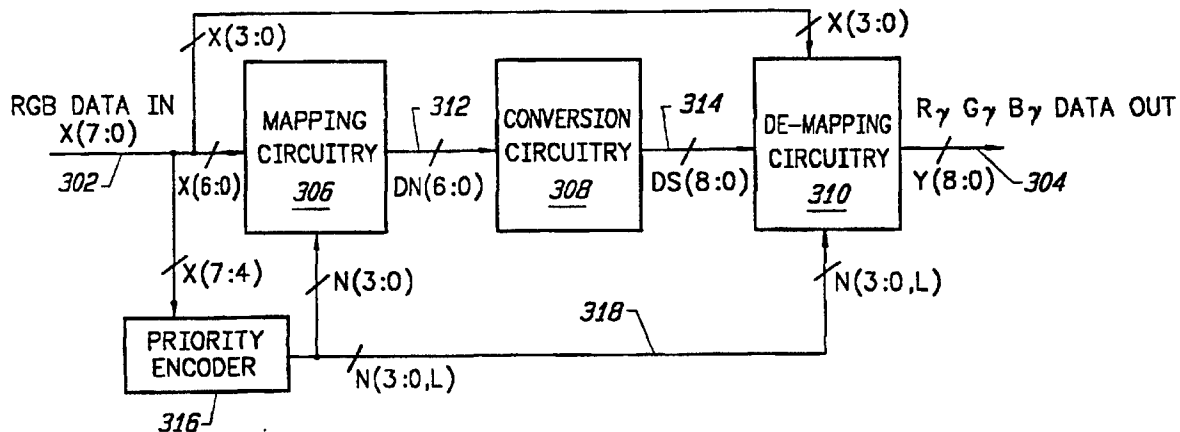 X(3:0)
X(3:0)
RGB DATA IN
X(7:0)
302
X(6:0)
MAPPING
CIRCUITRY
306
312
DN(6:0)
CONVERSION
CIRCUITRY
308
314
DS(8:0)
DE-MAPPING
CIRCUITRY
310
Rγ Gγ Bγ DATA OUT
Y(8:0)
304
X(7:4)
N(3:0)
N(3:0,L)
318
PRIORITY
ENCODER
N(3:0,L)
316